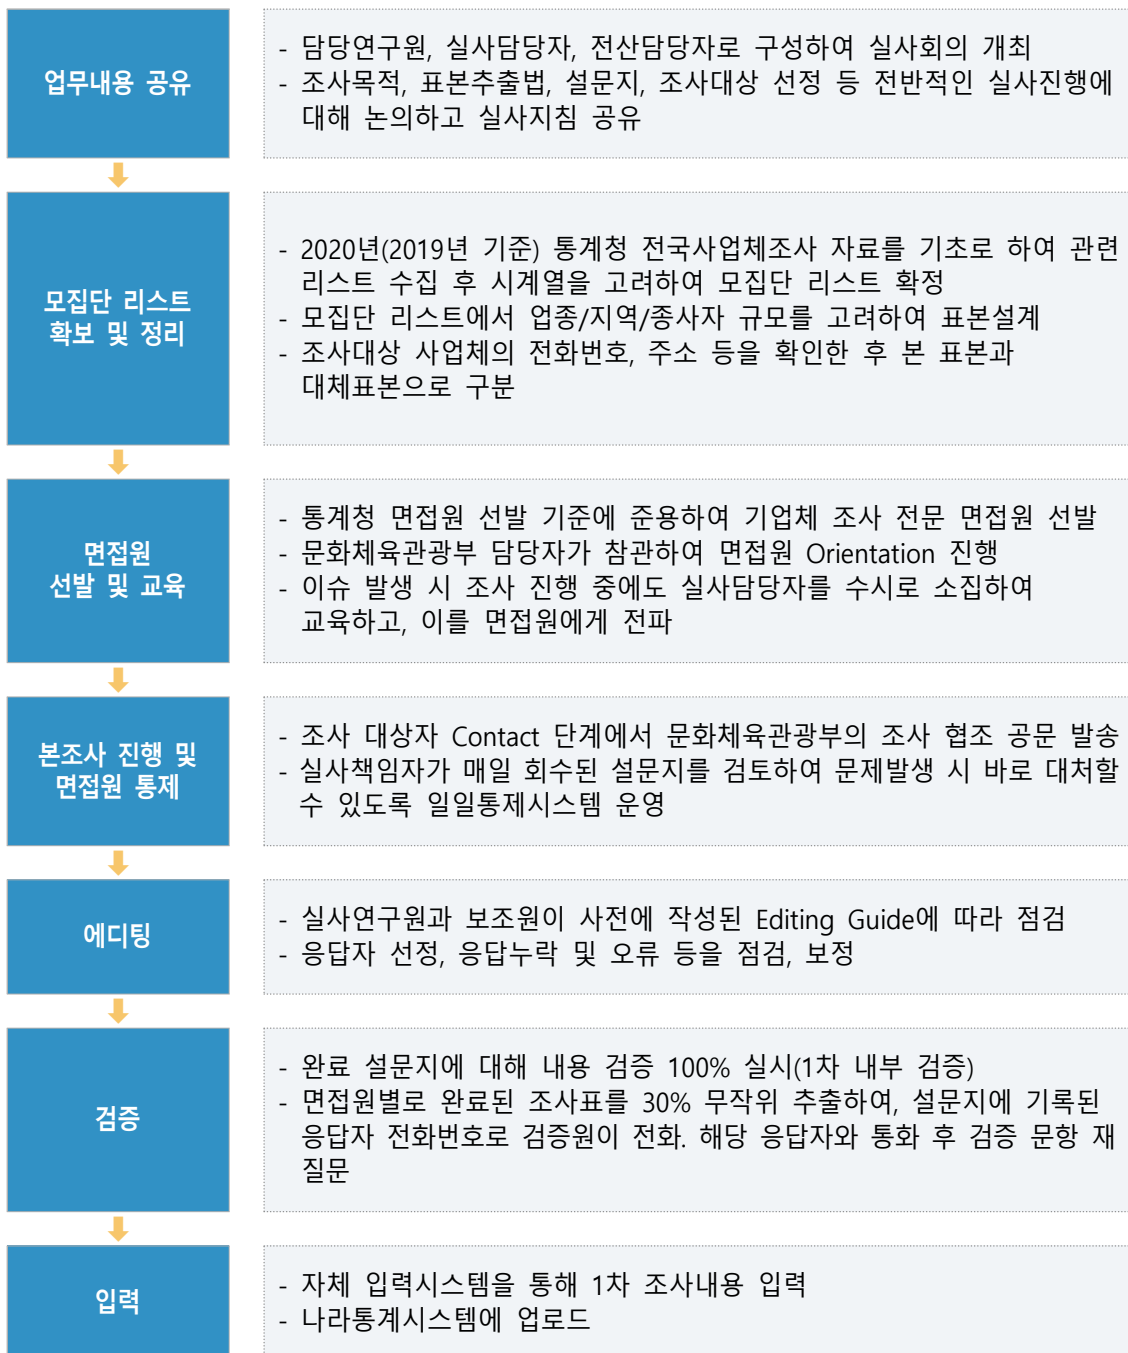 업무내용 공유
- 담당연구원, 실사담당자, 전산담당자로 구성하여 실사회의 개최
- 조사목적, 표본추출법, 설문지, 조사대상 선정 등 전반적인 실사진행에
대해 논의하고 실사지침 공유
모집단 리스트
확보 및 정리
- 2020년(2019년 기준) 통계청 전국사업체조사 자료를 기초로 하여 관련
리스트 수집 후 시계열을 고려하여 모집단 리스트 확정
- 모집단 리스트에서 업종/지역/종사자 규모를 고려하여 표본설계
- 조사대상 사업체의 전화번호, 주소 등을 확인한 후 본 표본과
대체표본으로 구분
면접원
선발 및 교육
- 통계청 면접원 선발 기준에 준용하여 기업체 조사 전문 면접원 선발
- 문화체육관광부 담당자가 참관하여 면접원 Orientation 진행
- 이슈 발생 시 조사 진행 중에도 실사담당자를 수시로 소집하여
교육하고, 이를 면접원에게 전파
본조사 진행 및
면접원 통제
- 조사 대상자 Contact 단계에서 문화체육관광부의 조사 협조 공문 발송
- 실사책임자가 매일 회수된 설문지를 검토하여 문제발생 시 바로 대처할
수 있도록 일일통제시스템 운영
에디팅
- 실사연구원과 보조원이 사전에 작성된 Editing Guide에 따라 점검
- 응답자 선정, 응답누락 및 오류 등을 점검, 보정
검증
- 완료 설문지에 대해 내용 검증 100% 실시(1차 내부 검증)
- 면접원별로 완료된 조사표를 30% 무작위 추출하여, 설문지에 기록된
응답자 전화번호로 검증원이 전화. 해당 응답자와 통화 후 검증 문항 재
질문
입력
- 자체 입력시스템을 통해 1차 조사내용 입력
- 나라통계시스템에 업로드